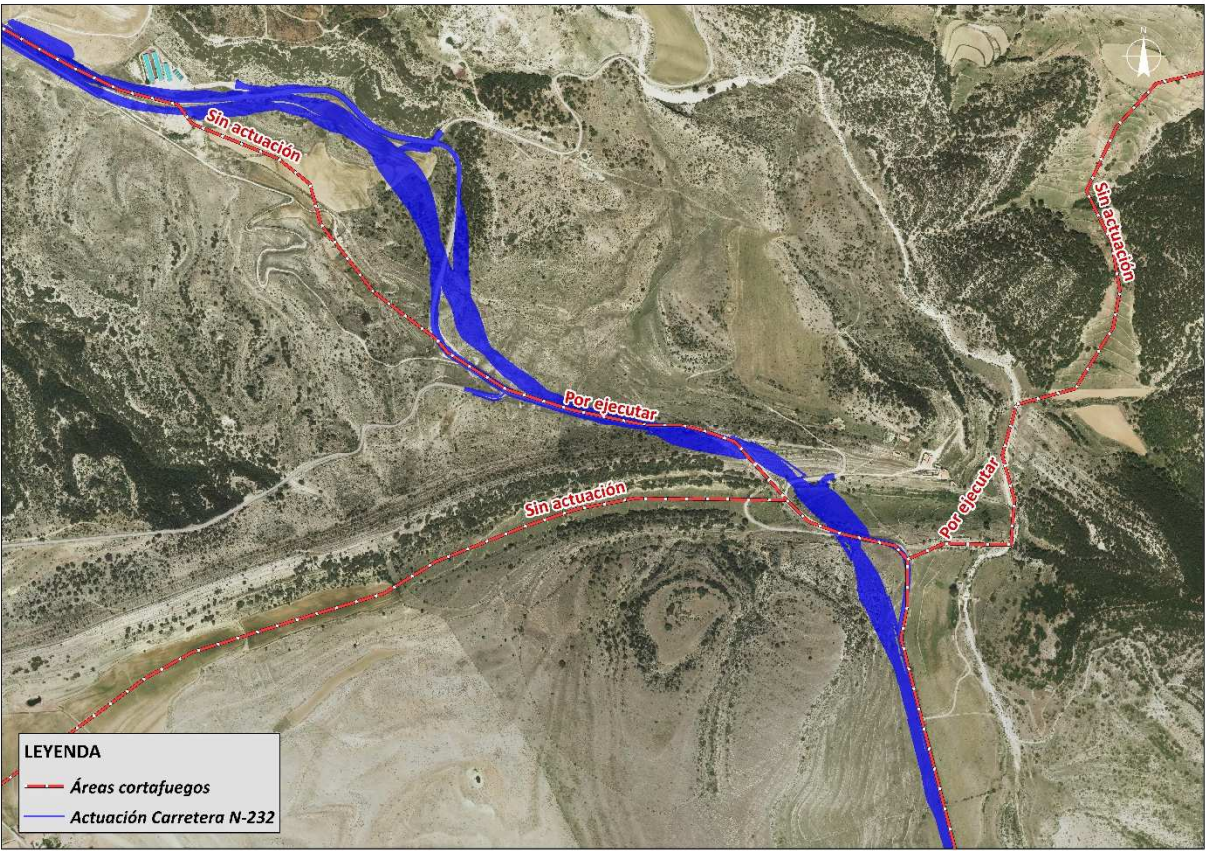 N
Sin actuación
Sin actuación
Por ejecutar
Por ejecutar
Sin actuación
LEYENDA
Áreas cortafuegos
Actuación Carretera N-232